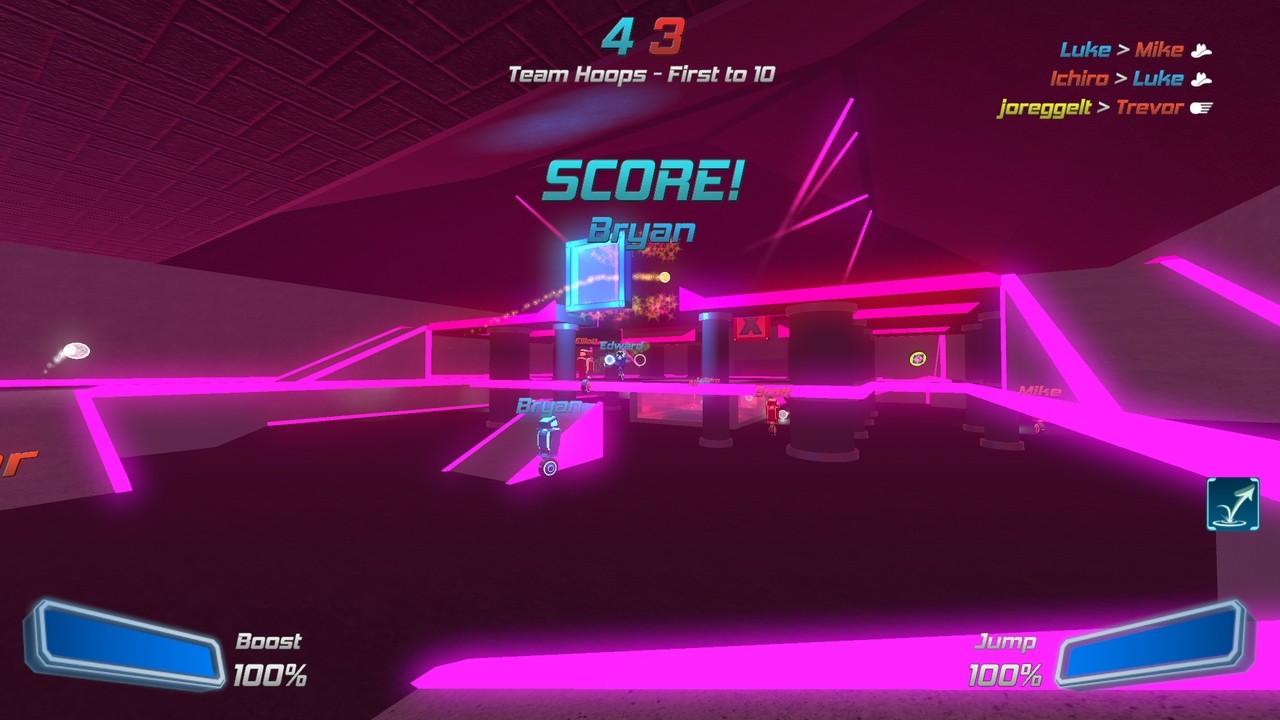 4 3
Team Hoops - First to 10
Luke > Mike
Ichiro > Luke
joreggelt > Trevor
SCORE!
Bryan
Edward
Bryan
Mike
r
Boost
100%
Jump
100%